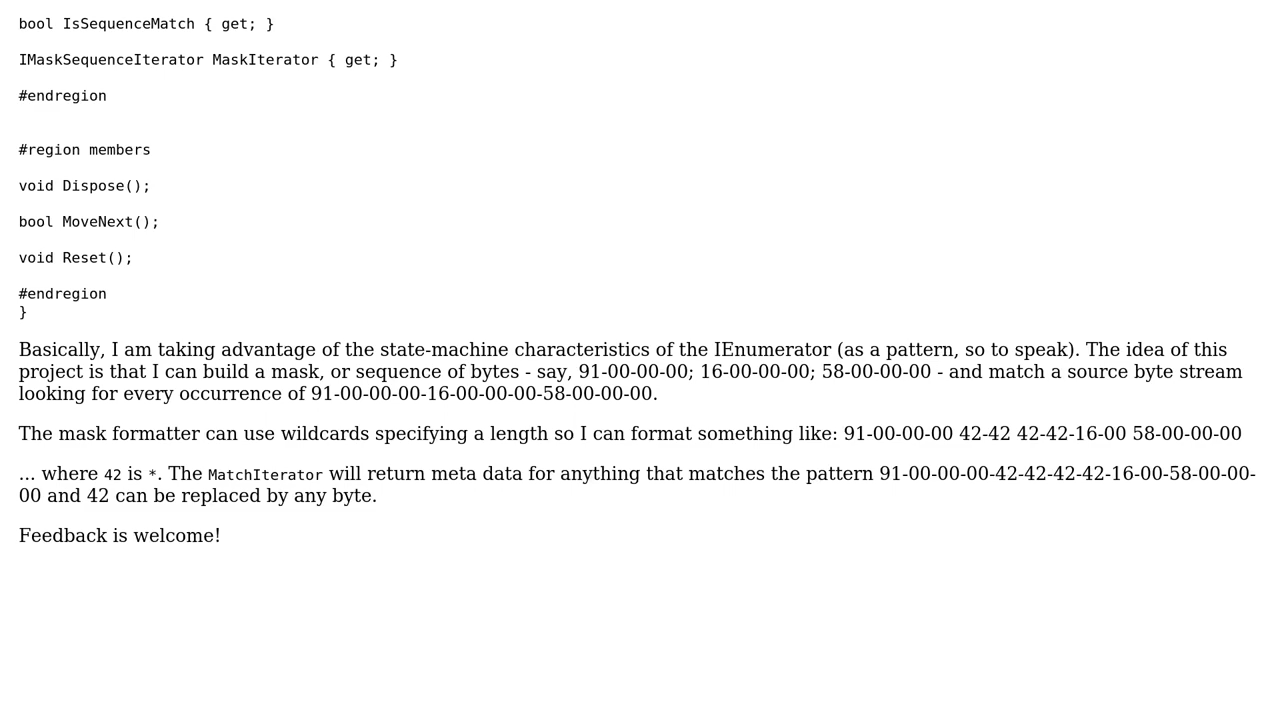 bool IsSequenceMatch { get; }
IMaskSequenceIterator MaskIterator { get; }
#endregion
#region members
void Dispose();
bool MoveNext();
void Reset();
#endregion
}
Basically, I am taking advantage of the state-machine characteristics of the IEnumerator (as a pattern, so to speak). The idea of this
project is that I can build a mask, or sequence of bytes - say, 91-00-00-00; 16-00-00-00; 58-00-00-00 - and match a source byte stream
looking for every occurrence of 91-00-00-00-16-00-00-00-58-00-00-00.
The mask formatter can use wildcards specifying a length so I can format something like: 91-00-00-00 42-42 42-42-16-00 58-00-00-00
... where 42 is *. The MatchIterator will return meta data for anything that matches the pattern 91-00-00-00-42-42-42-42-16-00-58-00-00-
00 and 42 can be replaced by any byte.
Feedback is welcome!